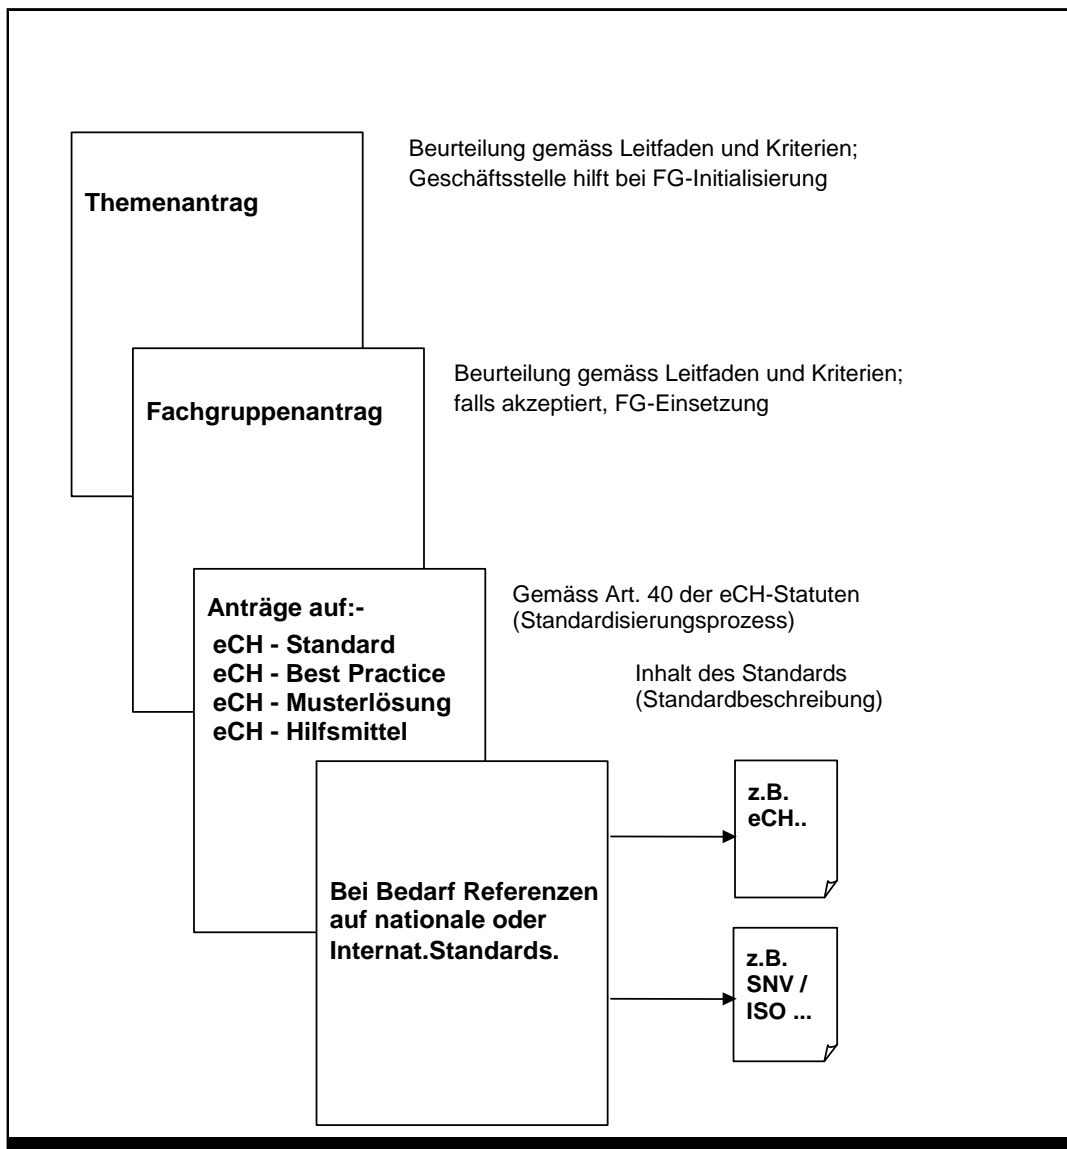 Beurteilung gemäss Leitfaden und Kriterien;
Geschäftsstelle hilft bei FG-Initialisierung
Themenantrag
Beurteilung gemäss Leitfaden und Kriterien;
falls akzeptiert, FG-Einsetzung
Fachgruppenantrag
Gemäss Art. 40 der eCH-Statuten
(Standardisierungsprozess)
Anträge auf:-
eCH - Standard
eCH - Best Practice
eCH - Musterlösung
eCH - Hilfsmittel
Inhalt des Standards
(Standardbeschreibung)
z.B.
eCH..
Bei Bedarf Referenzen
auf nationale oder
Internat.Standards.
z.B.
SNV /
ISO ...